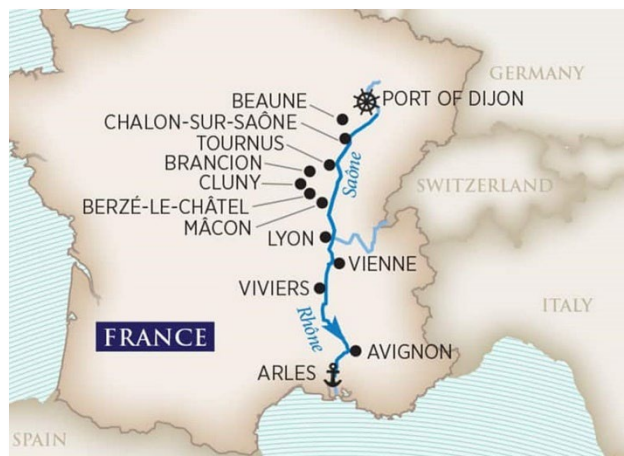 GERMANY
BEAUNE
PORT OF DIJON
CHALON-SUR-SAÔNE
TOURNUS
BRANCION
CLUNY
BERZÉ-LE-CHÂTEL
MÂCON
Saône
SWITZERLAND
LYON
VIENNE
VIVIERS
ITALY
Rhône
FRANCE
AVIGNON
ARLES
SPAIN